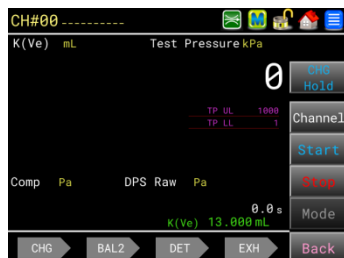 CH#00 ----------
K(Ve) mL Test Pressure kPa
0
CHG Hold
TP UL 1000
TP LL 1
Channel
Start
Comp Pa DPS Raw Pa
Stop
0.0 s
K(Ve) 13.000 mL
Mode
CHG BAL2 DET EXH Back